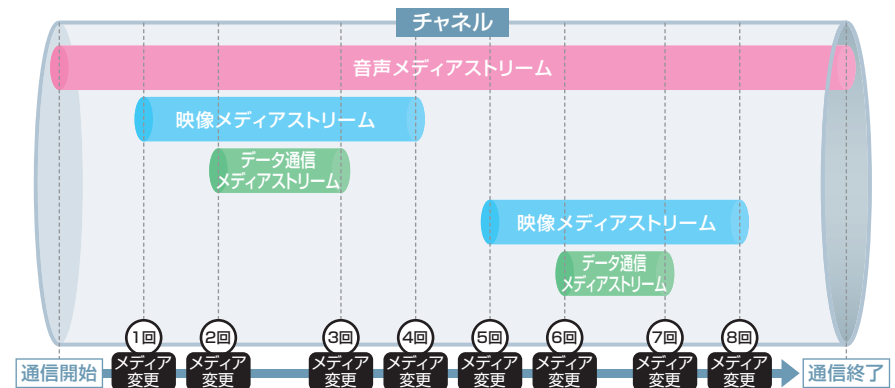 チャネル
音声メディアストリーム
映像メディアストリーム
データ通信
メディアストリーム
映像メディアストリーム
データ通信
メディアストリーム
1回
2回
3回
4回
5回
6回
7回
8回
通信開始
メディア
変更
メディア
変更
メディア
変更
メディア
変更
メディア
変更
メディア
変更
メディア
変更
メディア
変更
通信終了